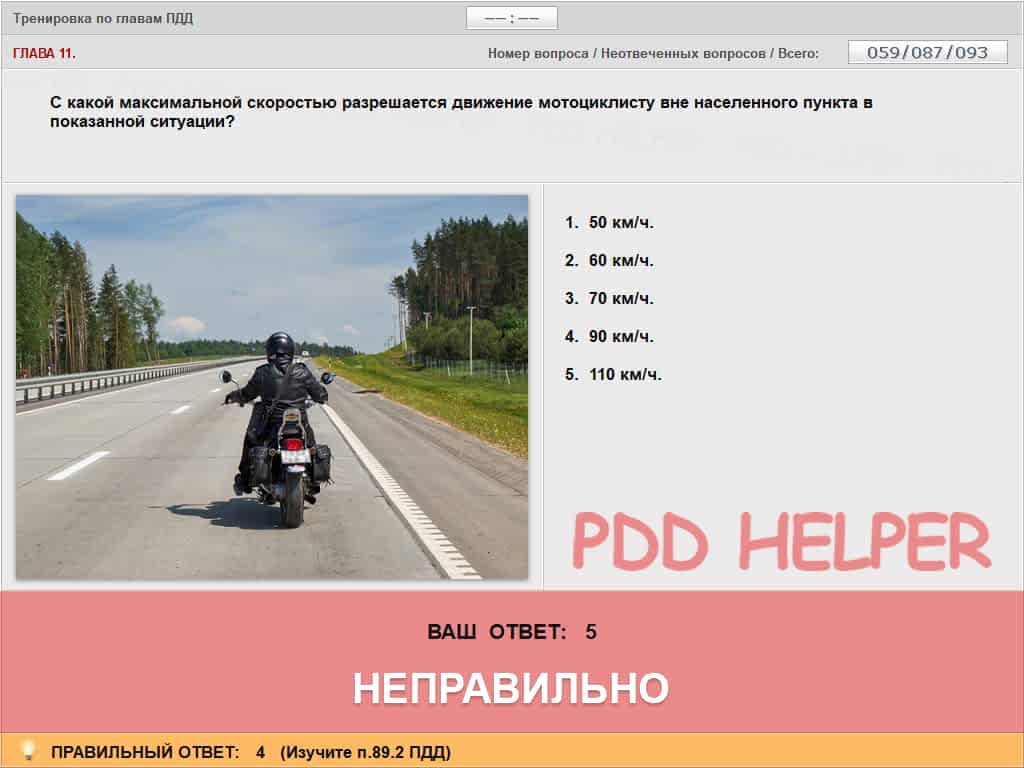 Тренировка по главам ПДД
—— : ——
ГЛАВА 11.
Номер вопроса / Неотвеченных вопросов / Всего:
059/087/093
С какой максимальной скоростью разрешается движение мотоциклисту вне населенного пункта в
показанной ситуации?
1. 50 км/ч.
2. 60 км/ч.
3. 70 км/ч.
4. 90 км/ч.
5. 110 км/ч.
PDD HELPER
ВАШ ОТВЕТ: 5
НЕПРАВИЛЬНО
ПРАВИЛЬНЫЙ ОТВЕТ: 4 (Изучите п.89.2 ПДД)